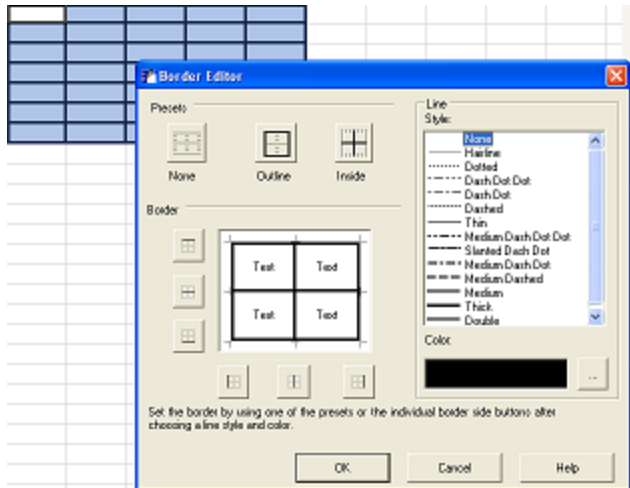 Border Editor
Presets
None
Outline
Inside
Border
Text Text
Text Text
Line
Style:
None
Hairline
Dotted
Dash Dot Dot
Dash Dot
Dashed
Thin
Medium Dash Dot Dot
Slanted Dash Dot
Medium Dash Dot
Medium Dashed
Medium
Thick
Double
Color:
...
Set the border by using one of the presets or the individual border side buttons after
choosing a line style and color.
OK Cancel Help